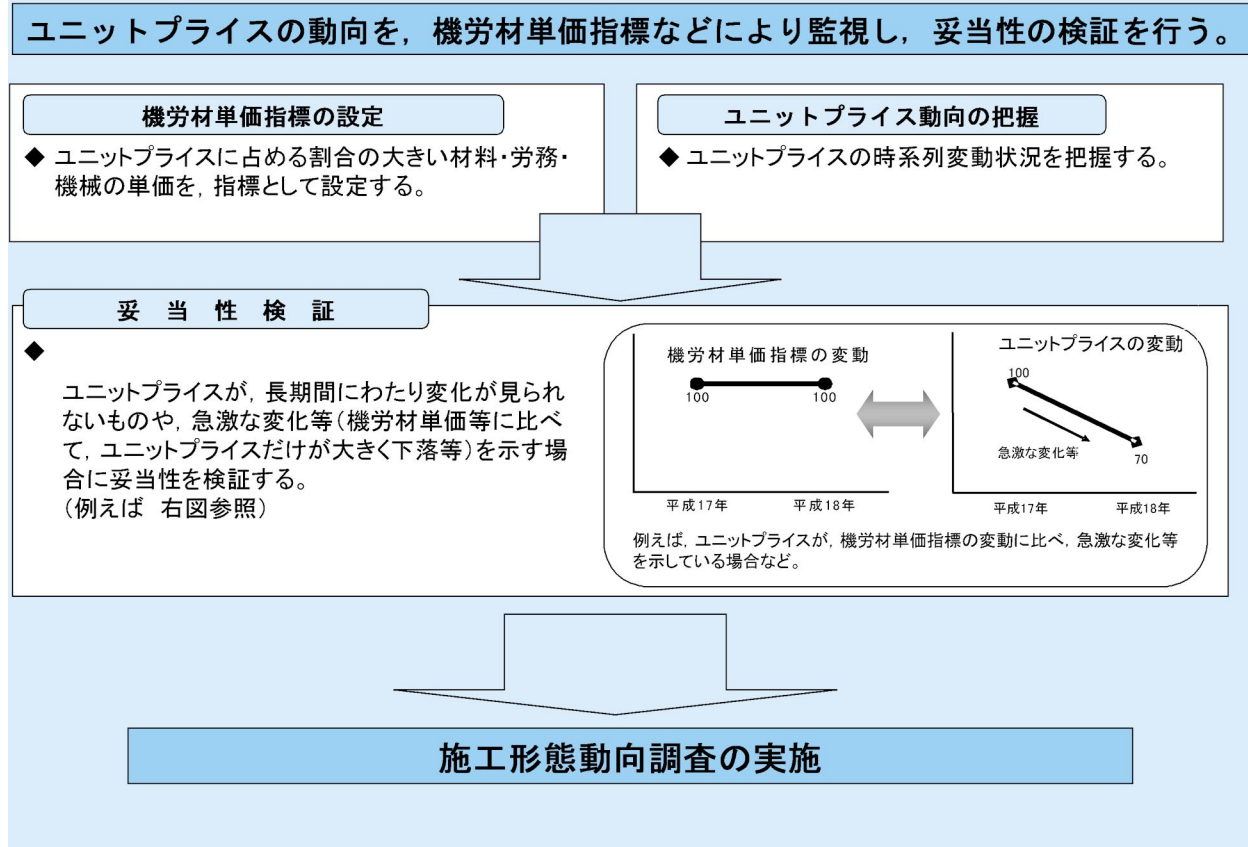 ユニットプライスの動向を，機労材単価指標などにより監視し，妥当性の検証を行う。
機労材単価指標の設定
◆ ユニットプライスに占める割合の大きい材料・労務・
機械の単価を，指標として設定する。
ユニットプライス動向の把握
◆ ユニットプライスの時系列変動状況を把握する。
妥当性検証
◆
ユニットプライスが，長期間にわたり変化が見られ
ないものや，急激な変化等（機労材単価等に比べ
て，ユニットプライスだけが大きく下落等）を示す場
合に妥当性を検証する。
（例えば 右図参照）
機労材単価指標の変動
100
100
平成17年
平成18年
ユニットプライスの変動
100
急激な変化等
70
平成17年
平成18年
例えば，ユニットプライスが，機労材単価指標の変動に比べ，急激な変化等
を示している場合など。
施工形態動向調査の実施